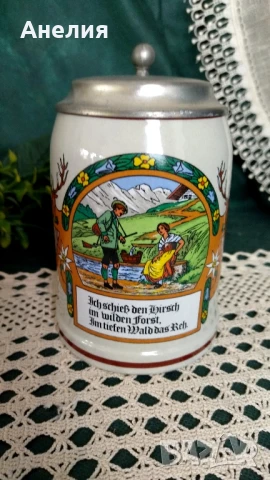 Анелия
Ich schieß den Hirsch
im wilden Forst,
Im tiefen Wald das Reh.